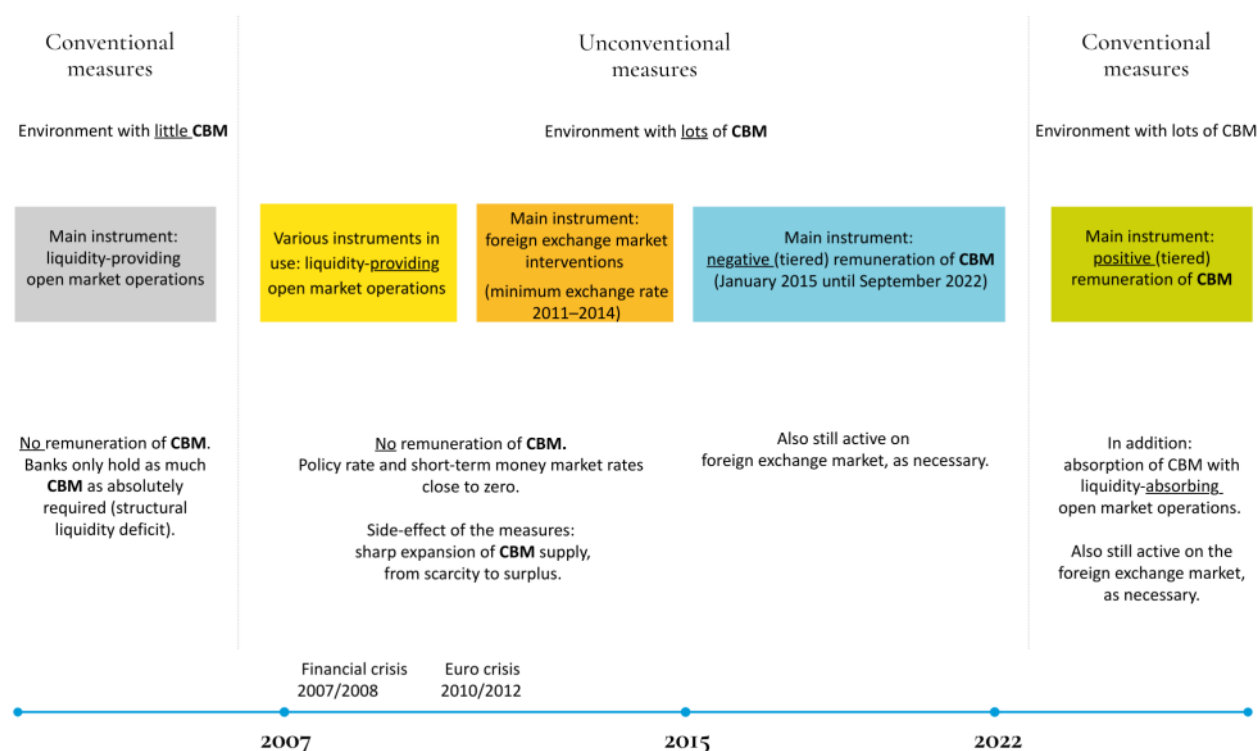 Conventional
measures
Unconventional
measures
Conventional
measures
Environment with little CBM
Environment with lots of CBM
Environment with lots of CBM
Main instrument:
liquidity-providing
open market operations
Various instruments in
use: liquidity-providing
open market operations
Main instrument:
foreign exchange market
interventions
(minimum exchange rate
2011–2014)
Main instrument:
negative (tiered) remuneration of CBM
(January 2015 until September 2022)
Main instrument:
positive (tiered)
remuneration of CBM
No remuneration of CBM.
Banks only hold as much
CBM as absolutely
required (structural
liquidity deficit).
No remuneration of CBM.
Policy rate and short-term money market rates
close to zero.
Side-effect of the measures:
sharp expansion of CBM supply,
from scarcity to surplus.
Also still active on
foreign exchange market, as necessary.
In addition:
absorption of CBM with
liquidity-absorbing
open market operations.
Also still active on the
foreign exchange market,
as necessary.
Financial crisis
2007/2008
Euro crisis
2010/2012
2007
2015
2022